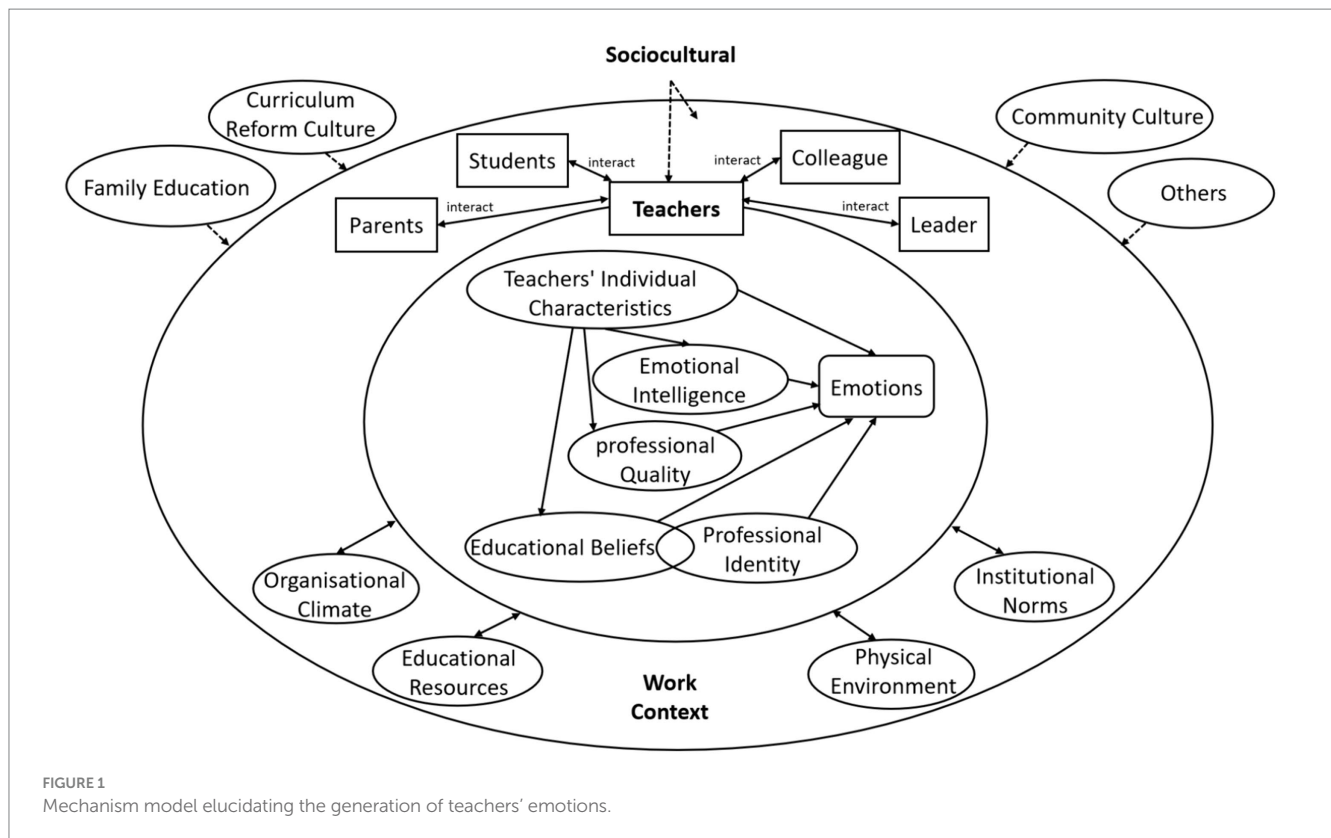 Sociocultural
Curriculum
Reform Culture
Community Culture
Family Education
Others
Students
interact
interact
Colleague
Parents
interact
Teachers
interact
Leader
Teachers' Individual
Characteristics
Emotional
Intelligence
Emotions
professional
Quality
Educational Beliefs
Professional
Identity
Organisational
Climate
Institutional
Norms
Educational
Resources
Physical
Environment
Work
Context
FIGURE 1
Mechanism model elucidating the generation of teachers’ emotions.